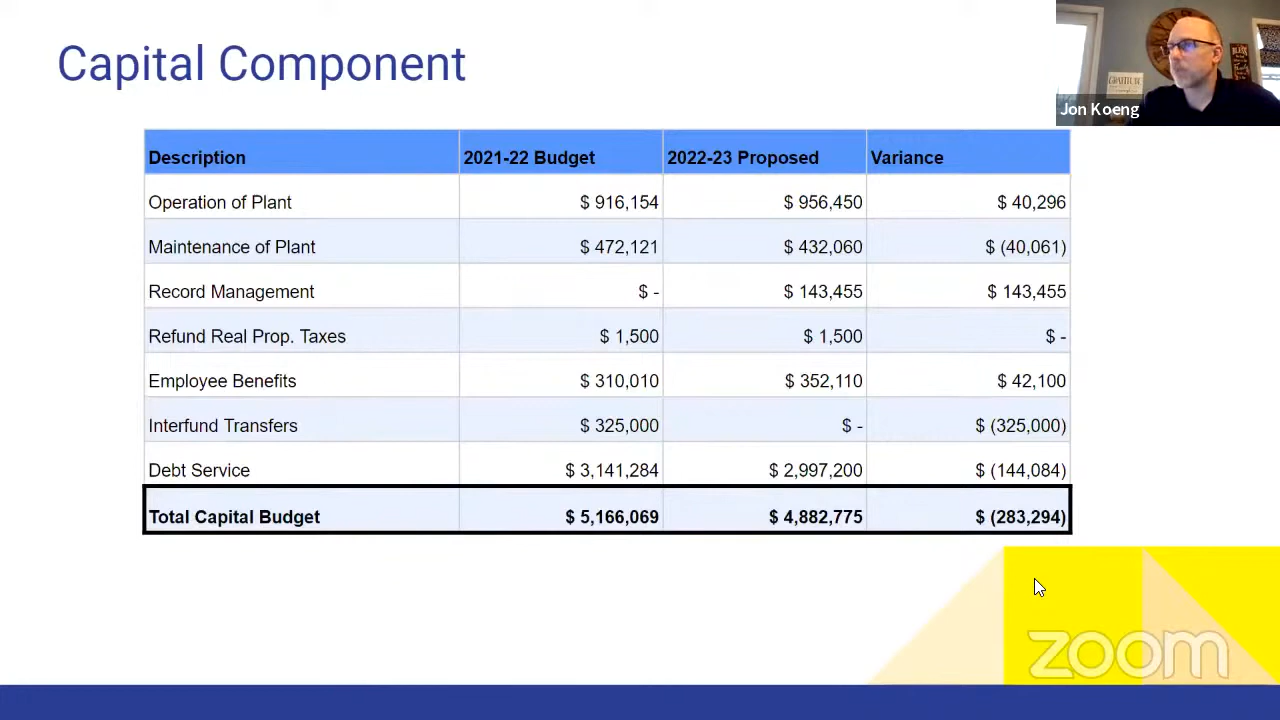 Capital Component
Jon Koeng
Description 2021-22 Budget 2022-23 Proposed Variance
Operation of Plant $ 916,154 $ 956,450 $ 40,296
Maintenance of Plant $ 472,121 $ 432,060 $ (40,061)
Record Management $ - $ 143,455 $ 143,455
Refund Real Prop. Taxes $ 1,500 $ 1,500 $ -
Employee Benefits $ 310,010 $ 352,110 $ 42,100
Interfund Transfers $ 325,000 $ - $ (325,000)
Debt Service $ 3,141,284 $ 2,997,200 $ (144,084)
Total Capital Budget $ 5,166,069 $ 4,882,775 $ (283,294)
zoom